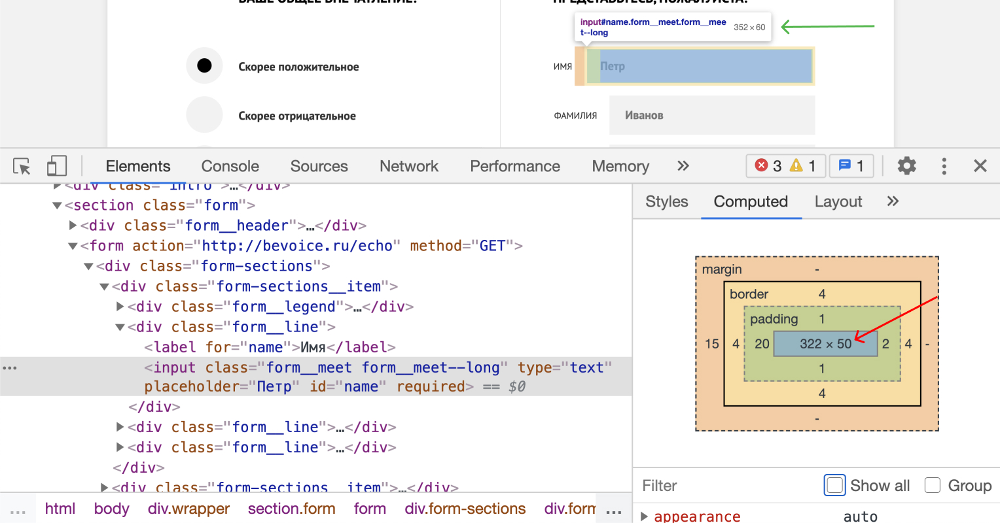 ВАШЕ ОБЩЕЕ ВПЕЧАТЛЕНИЕ?
ПРЕДСТАВЬТЕСЬ, ПОЖАЛУЙСТА!
input#name.form__meet.form__mee
t--long
352 × 60
Скорее положительное
ИМЯ
Петр
Скорее отрицательное
ФАМИЛИЯ
Иванов
Elements Console Sources Network Performance Memory » 3 1 1
<div class="intro">…</div>
<section class="form">
<div class="form__header">…</div>
<form action="http://bevoice.ru/echo" method="GET">
<div class="form-sections">
<div class="form-sections__item">
<div class="form__legend">…</div>
<div class="form__line">
<label for="name">Имя</label>
<input class="form__meet form__meet--long" type="text"
placeholder="Петр" id="name" required> == $0
</div>
<div class="form__line">…</div>
<div class="form__line">…</div>
</div>
<div class="form-sections__item">…</div>
… html body div.wrapper section.form form div.form-sections div.form …
Styles Computed Layout »
margin -
border 4
padding 1
15 4 20 322 × 50 2 4 -
1
4
-
Filter Show all Group
appearance auto